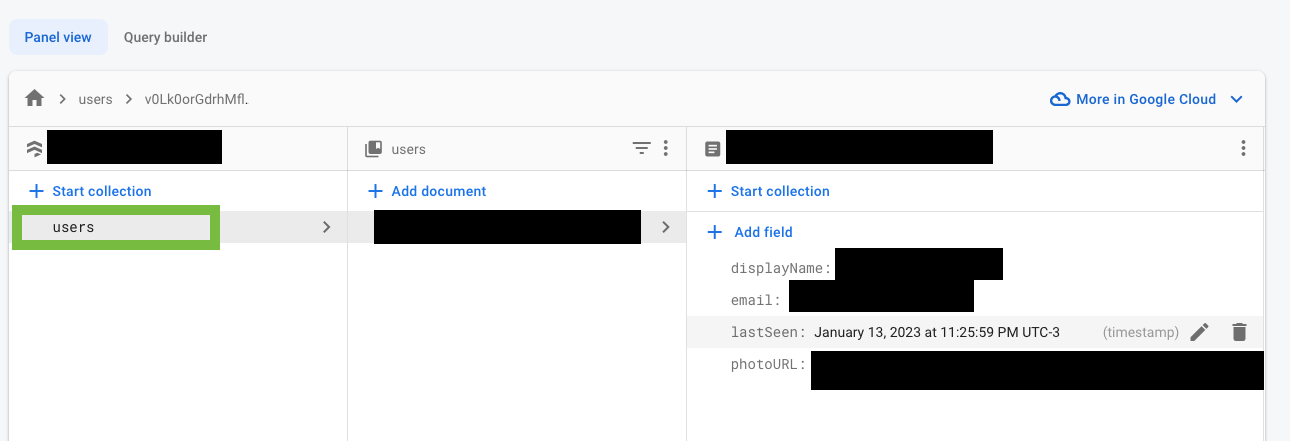 Panel view Query builder
users v0Lk0orGdrhMfl.
More in Google Cloud
users
Start collection
Add document
Start collection
users
Add field
displayName:
email:
lastSeen: January 13, 2023 at 11:25:59 PM UTC-3 (timestamp)
photoURL: